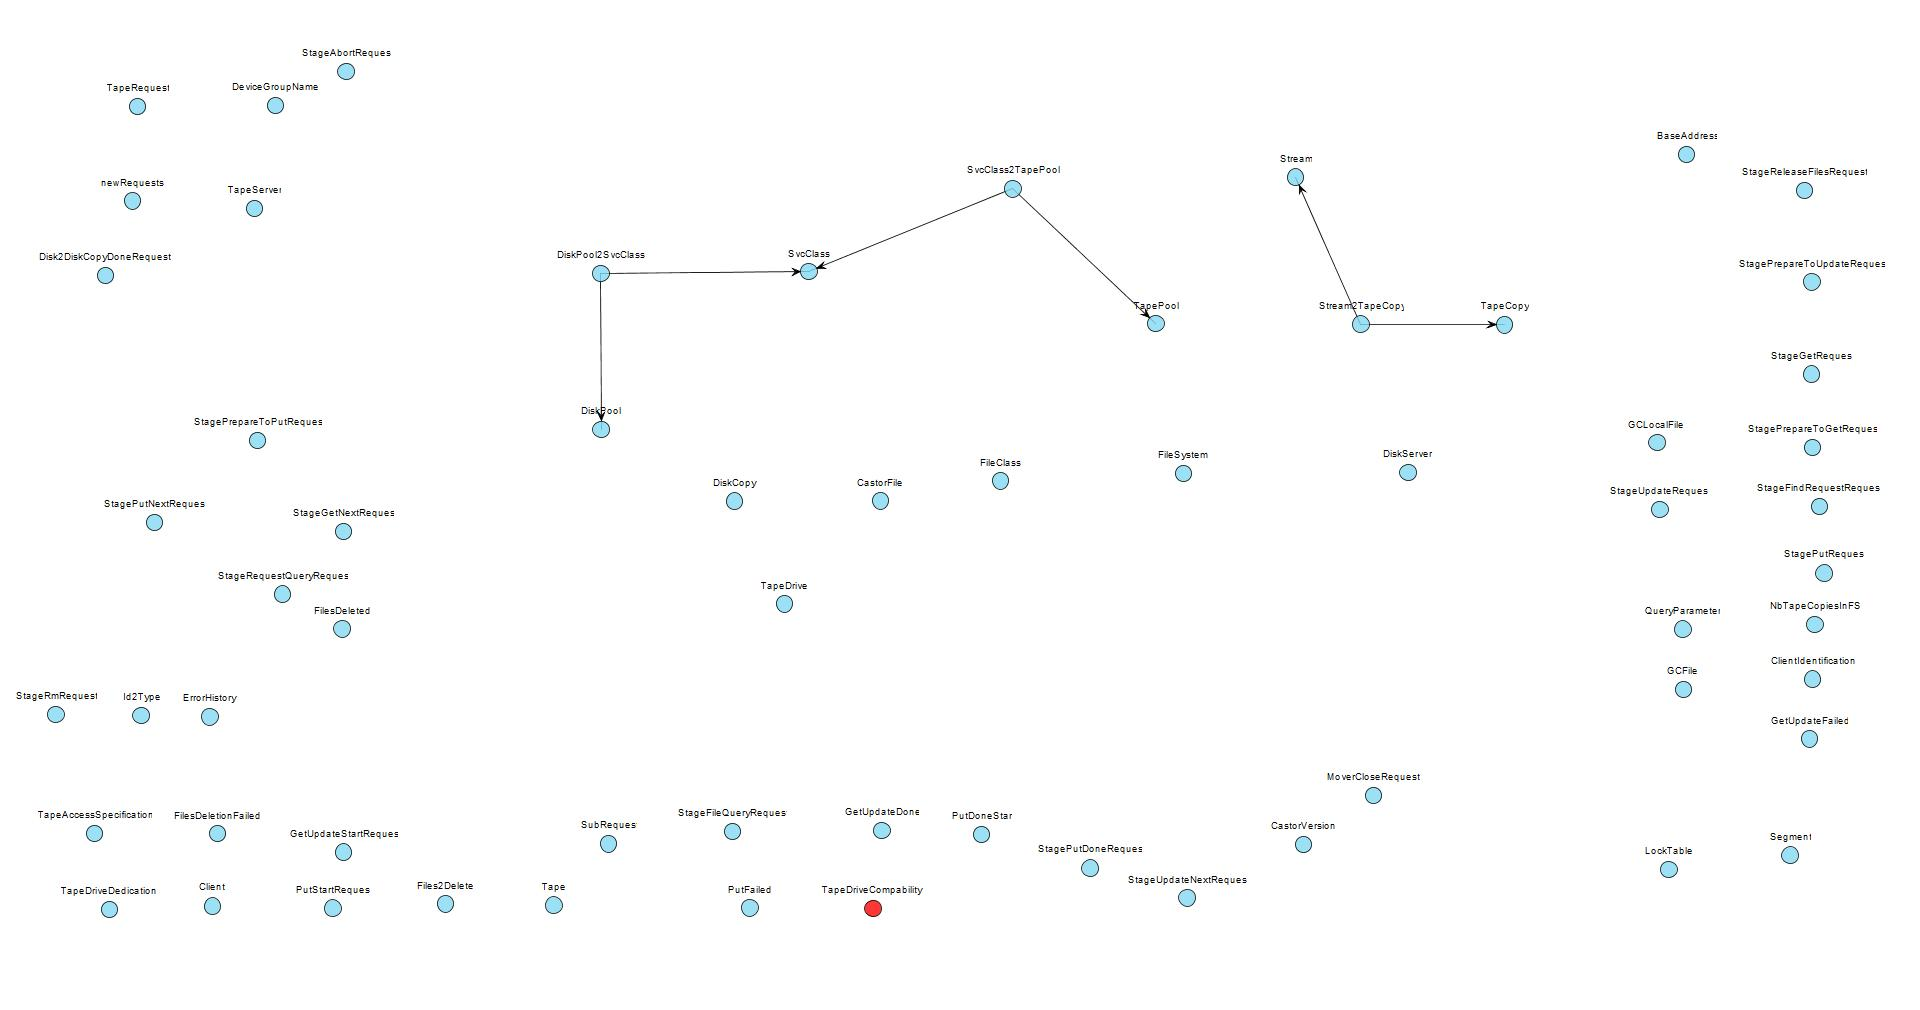 StageAbortReques
TapeRequest
DeviceGroupName
BaseAddress
Stream
SvcClass2TapePool
StageReleaseFilesRequest
newRequests
TapeServer
Disk2DiskCopyDoneRequest
DiskPool2SvcClass
SvcClass
StagePrepareToUpdateReques
TapePool
Stream2TapeCopy
TapeCopy
StageGetReques
DiskPool
StagePrepareToPutReques
GCLocalFile
StagePrepareToGetReques
FileClass
FileSystem
DiskServer
DiskCopy
CastorFile
StageUpdateReques
StageFindRequestReques
StagePutNextReques
StageGetNextReques
StagePutReques
StageRequestQueryReques
TapeDrive
FilesDeleted
QueryParameter
NbTapeCopiesInFS
ClientIdentification
GCFile
StageRmRequest
Id2Type
ErrorHistory
GetUpdateFailed
MoverCloseRequest
TapeAccessSpecification
FilesDeletionFailed
GetUpdateStartReques
SubReques
StageFileQueryReques
GetUpdateDone
PutDoneStar
CastorVersion
Segment
StagePutDoneReques
LockTable
TapeDriveDedication
Client
PutStartReques
Files2Delete
Tape
PutFailed
TapeDriveCompability
StageUpdateNextReques